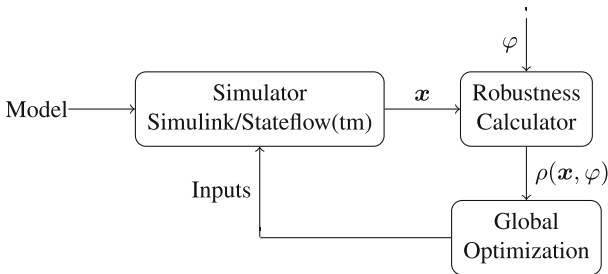 φ
Model
Simulator
Simulink/Stateflow(tm)
x
Robustness
Calculator
ρ(x, φ)
Inputs
Global
Optimization